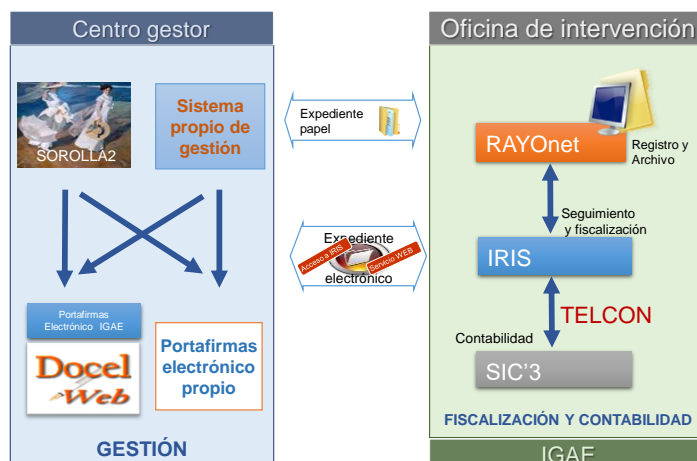 Centro gestor
SOROLLA2
Sistema
propio de
gestión
Portafirmas
Electrónico IGAE
Docel
Web
Portafirmas
electrónico
propio
GESTIÓN
Expediente
papel
Expediente
Acceso a IRIS
Servicio WEB
electrónico
Oficina de intervención
RAYOnet
Registro y
Archivo
Seguimiento
y fiscalización
IRIS
TELCON
Contabilidad
SIC'3
FISCALIZACIÓN Y CONTABILIDAD
IGAE